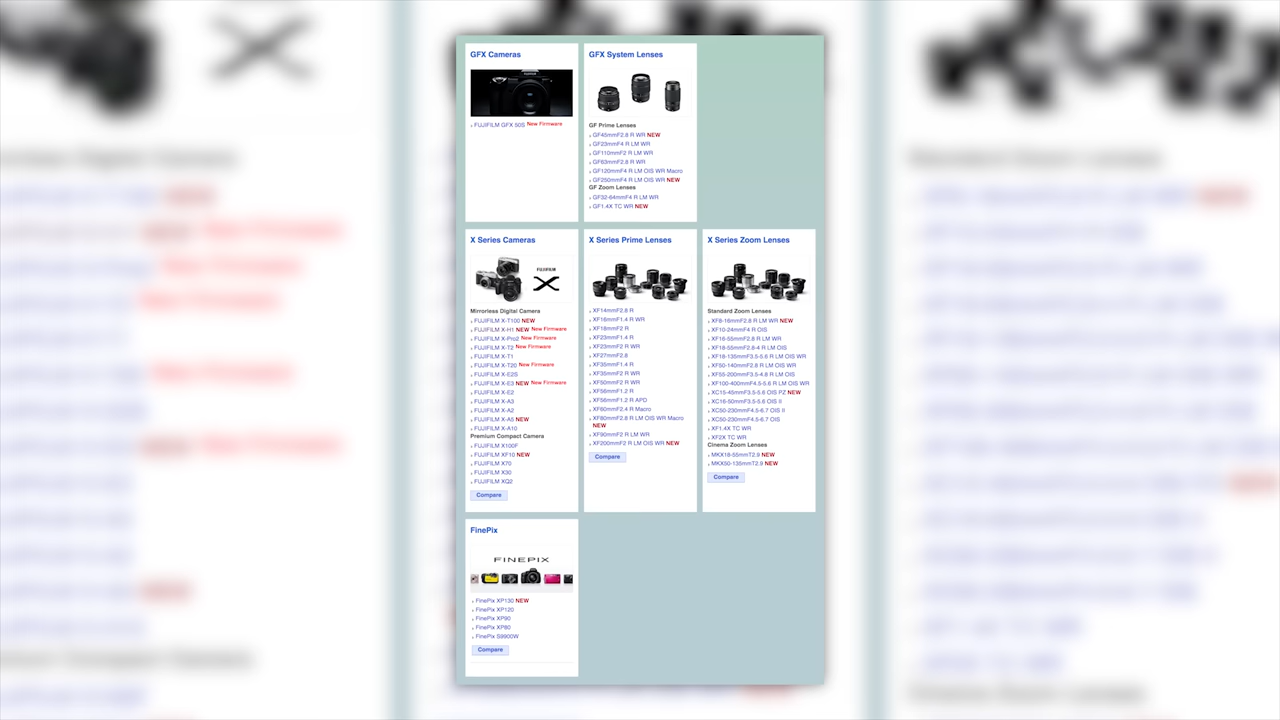 GFX Cameras
FUJIFILM GFX 50S New Firmware
GFX System Lenses
GF Prime Lenses
GF45mmF2.8 R WR NEW
GF23mmF4 R LM WR
GF110mmF2 R LM WR
GF63mmF2.8 R WR
GF120mmF4 R LM OIS WR Macro
GF250mmF4 R LM OIS WR NEW
GF Zoom Lenses
GF32-64mmF4 R LM WR
GF1.4X TC WR NEW
X Series Cameras
FUJIFILM
X
Mirrorless Digital Camera
FUJIFILM X-T100 NEW
FUJIFILM X-H1 NEW New Firmware
FUJIFILM X-Pro2 New Firmware
FUJIFILM X-T2 New Firmware
FUJIFILM X-T1
FUJIFILM X-T20 New Firmware
FUJIFILM X-E2S
FUJIFILM X-E3 NEW New Firmware
FUJIFILM X-E2
FUJIFILM X-A3
FUJIFILM X-A2
FUJIFILM X-A5 NEW
FUJIFILM X-A10
Premium Compact Camera
FUJIFILM X100F
FUJIFILM XF10 NEW
FUJIFILM X70
FUJIFILM X30
FUJIFILM XQ2
Compare
X Series Prime Lenses
XF14mmF2.8 R
XF16mmF1.4 R WR
XF18mmF2 R
XF23mmF1.4 R
XF23mmF2 R WR
XF27mmF2.8
XF35mmF1.4 R
XF35mmF2 R WR
XF50mmF2 R WR
XF56mmF1.2 R
XF56mmF1.2 R APD
XF60mmF2.4 R Macro
XF80mmF2.8 R LM OIS WR Macro
NEW
XF90mmF2 R LM WR
XF200mmF2 R LM OIS WR NEW
Compare
X Series Zoom Lenses
Standard Zoom Lenses
XF8-16mmF2.8 R LM WR NEW
XF10-24mmF4 R OIS
XF16-55mmF2.8 R LM WR
XF18-55mmF2.8-4 R LM OIS
XF18-135mmF3.5-5.6 R LM OIS WR
XF50-140mmF2.8 R LM OIS WR
XF55-200mmF3.5-4.8 R LM OIS
XF100-400mmF4.5-5.6 R LM OIS WR
XC15-45mmF3.5-5.6 OIS PZ NEW
XC16-50mmF3.5-5.6 OIS II
XC50-230mmF4.5-6.7 OIS II
XC50-230mmF4.5-6.7 OIS
XF1.4X TC WR
XF2X TC WR
Cinema Zoom Lenses
MKX18-55mmT2.9 NEW
MKX50-135mmT2.9 NEW
Compare
FinePix
FINEPIX
FinePix XP130 NEW
FinePix XP120
FinePix XP90
FinePix XP80
FinePix S9900W
Compare